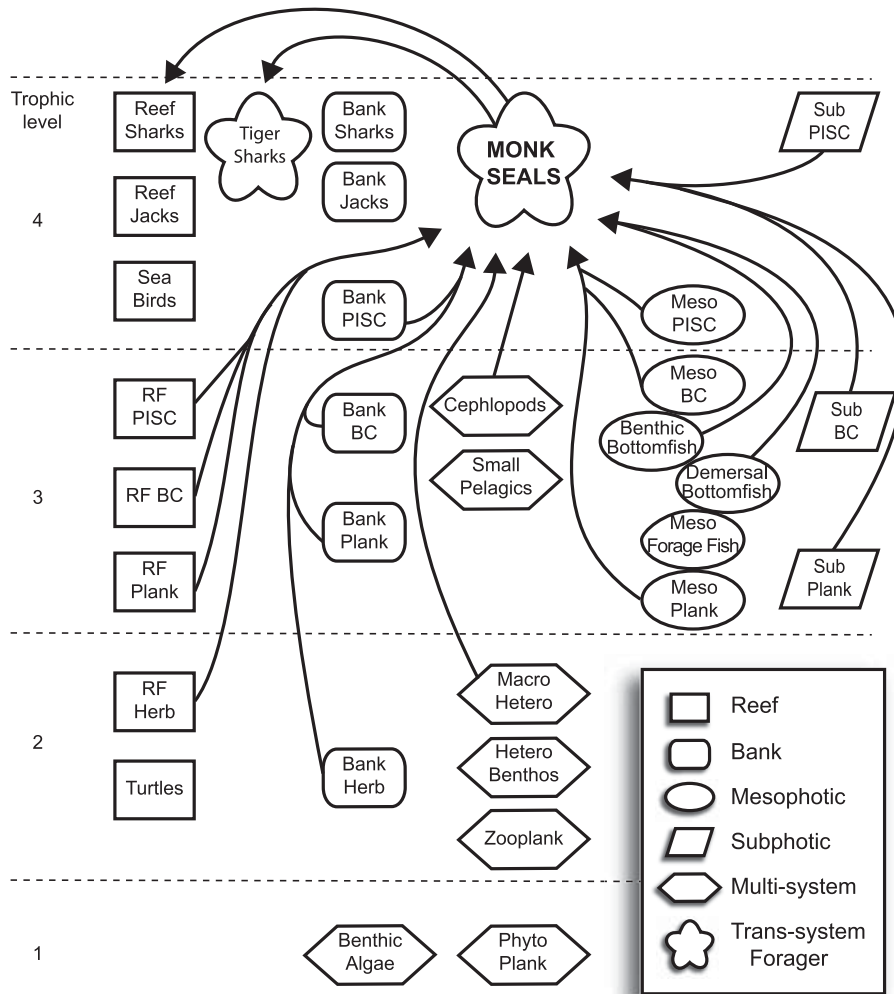 Trophic
level
Reef
Sharks
Tiger
Sharks
Bank
Sharks
MONK
SEALS
Sub
PISC
4
Reef
Jacks
Bank
Jacks
Sea
Birds
Bank
PISC
Meso
PISC
3
RF
PISC
Bank
BC
Cephlopods
Meso
BC
Sub
BC
Benthic
Bottomfish
RF BC
Small
Pelagics
Demersal
Bottomfish
Bank
Plank
Meso
Forage Fish
RF
Plank
Meso
Plank
Sub
Plank
2
RF
Herb
Macro
Hetero
Turtles
Bank
Herb
Hetero
Benthos
Zooplank
1
Benthic
Algae
Phyto
Plank
Reef
Bank
Mesophotic
Subphotic
Multi-system
Trans-system
Forager